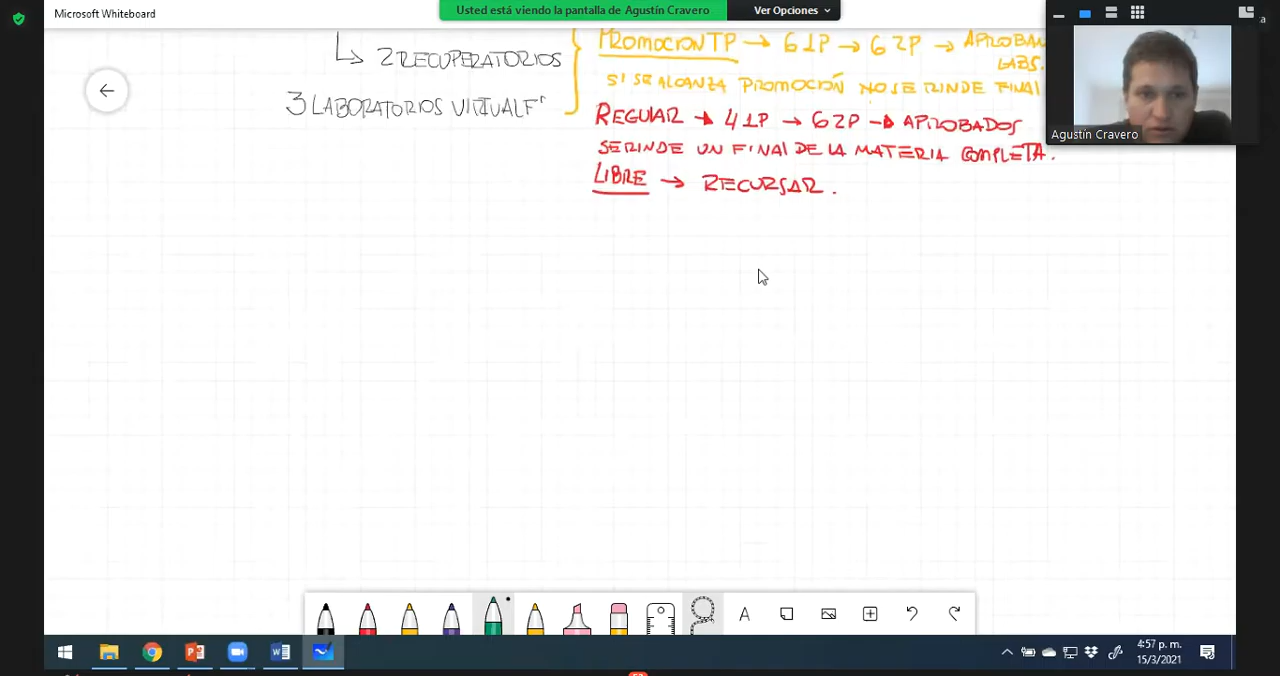 Microsoft Whiteboard
Usted está viendo la pantalla de Agustín Cravero
Ver Opciones
2 RECUPERATORIOS
3 LABORATORIOS VIRTUALE
PROMOCION TP → 6 1P → 6 2P → APROBAR
LABS.
SI SE ALCANZA PROMOCIÓN NO SE RINDE FINAL
REGULAR → 4 1P → 6 2P → APROBADOS
SE RINDE UN FINAL DE LA MATERIA COMPLETA.
LIBRE → RECURSAR.
Agustín Cravero
A
4:57 p. m.
15/3/2021